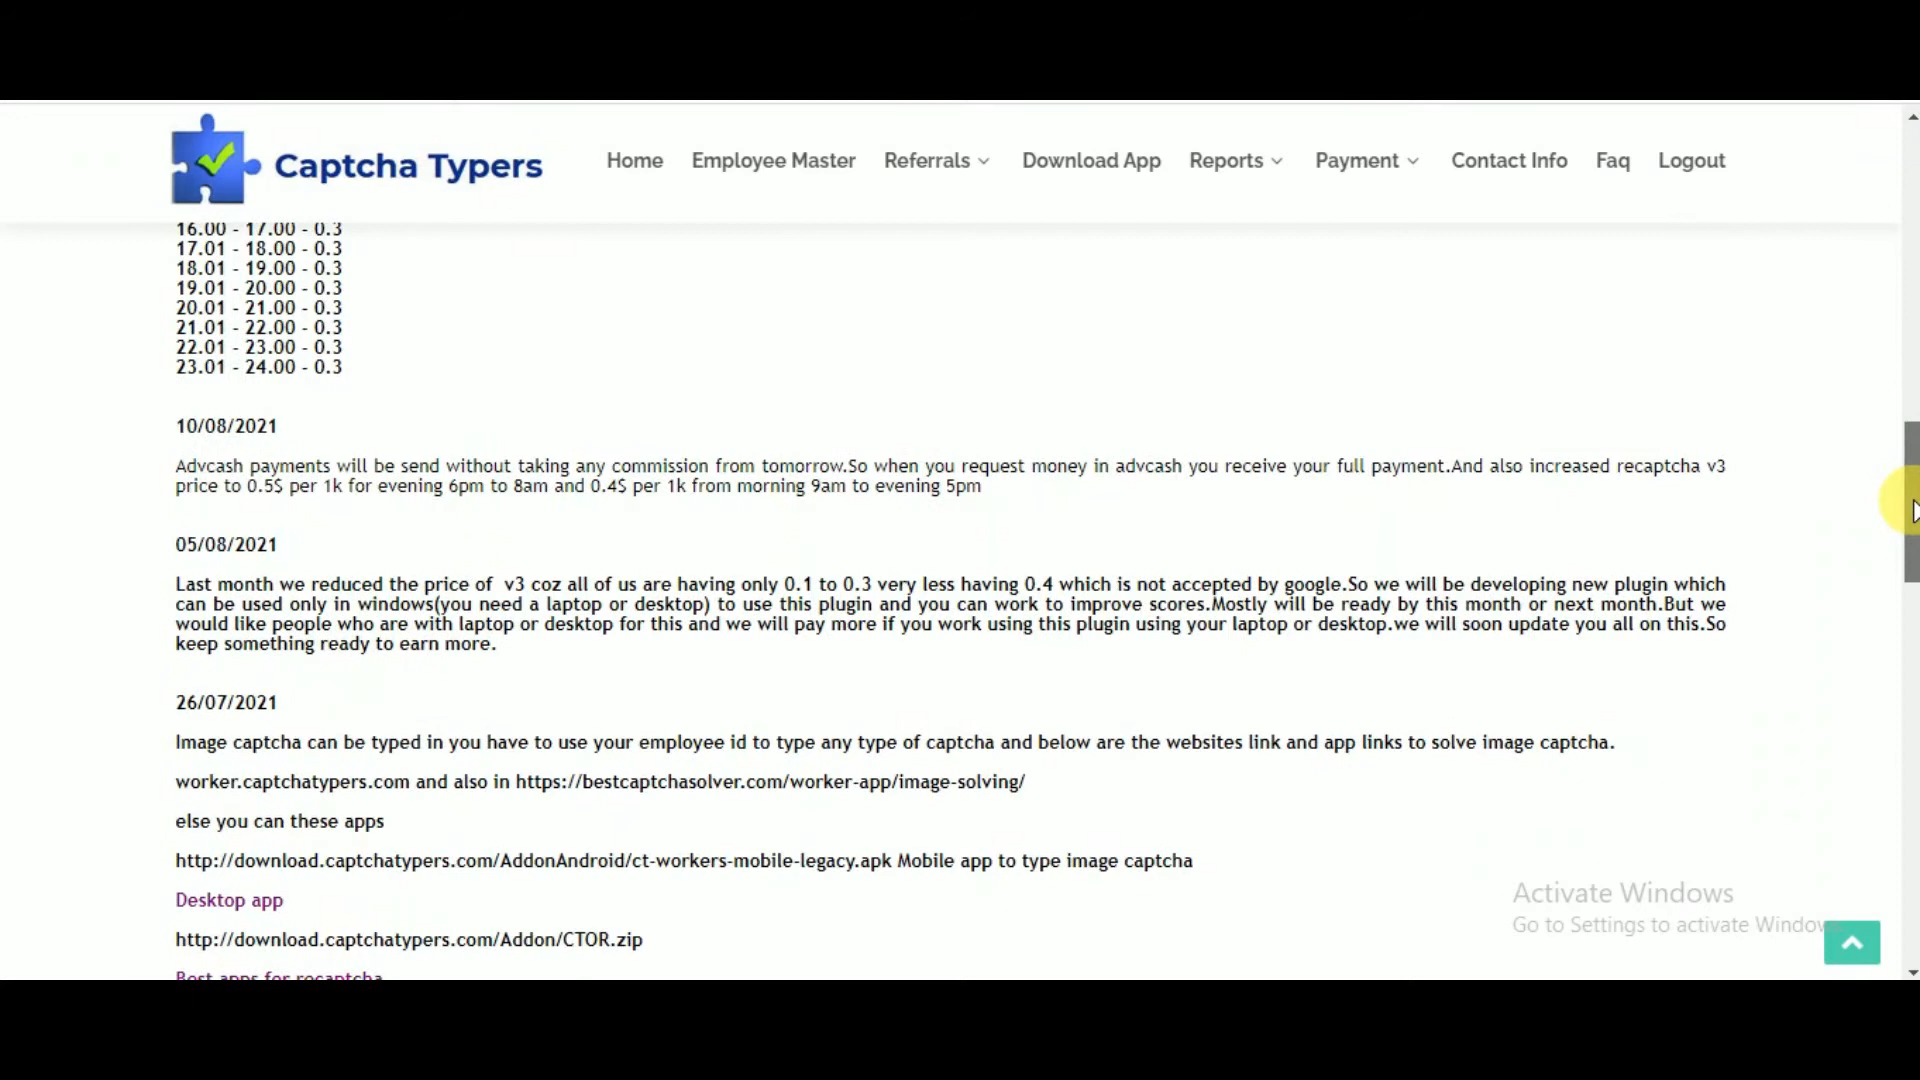 Captcha Typers
Home Employee Master Referrals Download App Reports Payment Contact Info Faq Logout
16.00 - 17.00 - 0.3
17.01 - 18.00 - 0.3
18.01 - 19.00 - 0.3
19.01 - 20.00 - 0.3
20.01 - 21.00 - 0.3
21.01 - 22.00 - 0.3
22.01 - 23.00 - 0.3
23.01 - 24.00 - 0.3
10/08/2021
Advcash payments will be send without taking any commission from tomorrow.So when you request money in advcash you receive your full payment.And also increased recaptcha v3
price to 0.5$ per 1k for evening 6pm to 8am and 0.4$ per 1k from morning 9am to evening 5pm
05/08/2021
Last month we reduced the price of v3 coz all of us are having only 0.1 to 0.3 very less having 0.4 which is not accepted by google.So we will be developing new plugin which
can be used only in windows(you need a laptop or desktop) to use this plugin and you can work to improve scores.Mostly will be ready by this month or next month.But we
would like people who are with laptop or desktop for this and we will pay more if you work using this plugin using your laptop or desktop.we will soon update you all on this.So
keep something ready to earn more.
26/07/2021
Image captcha can be typed in you have to use your employee id to type any type of captcha and below are the websites link and app links to solve image captcha.
worker.captchatypers.com and also in https://bestcaptchasolver.com/worker-app/image-solving/
else you can these apps
http://download.captchatypers.com/AddonAndroid/ct-workers-mobile-legacy.apk Mobile app to type image captcha
Desktop app
http://download.captchatypers.com/Addon/CTOR.zip
Best apps for recaptcha
Activate Windows
Go to Settings to activate Windows